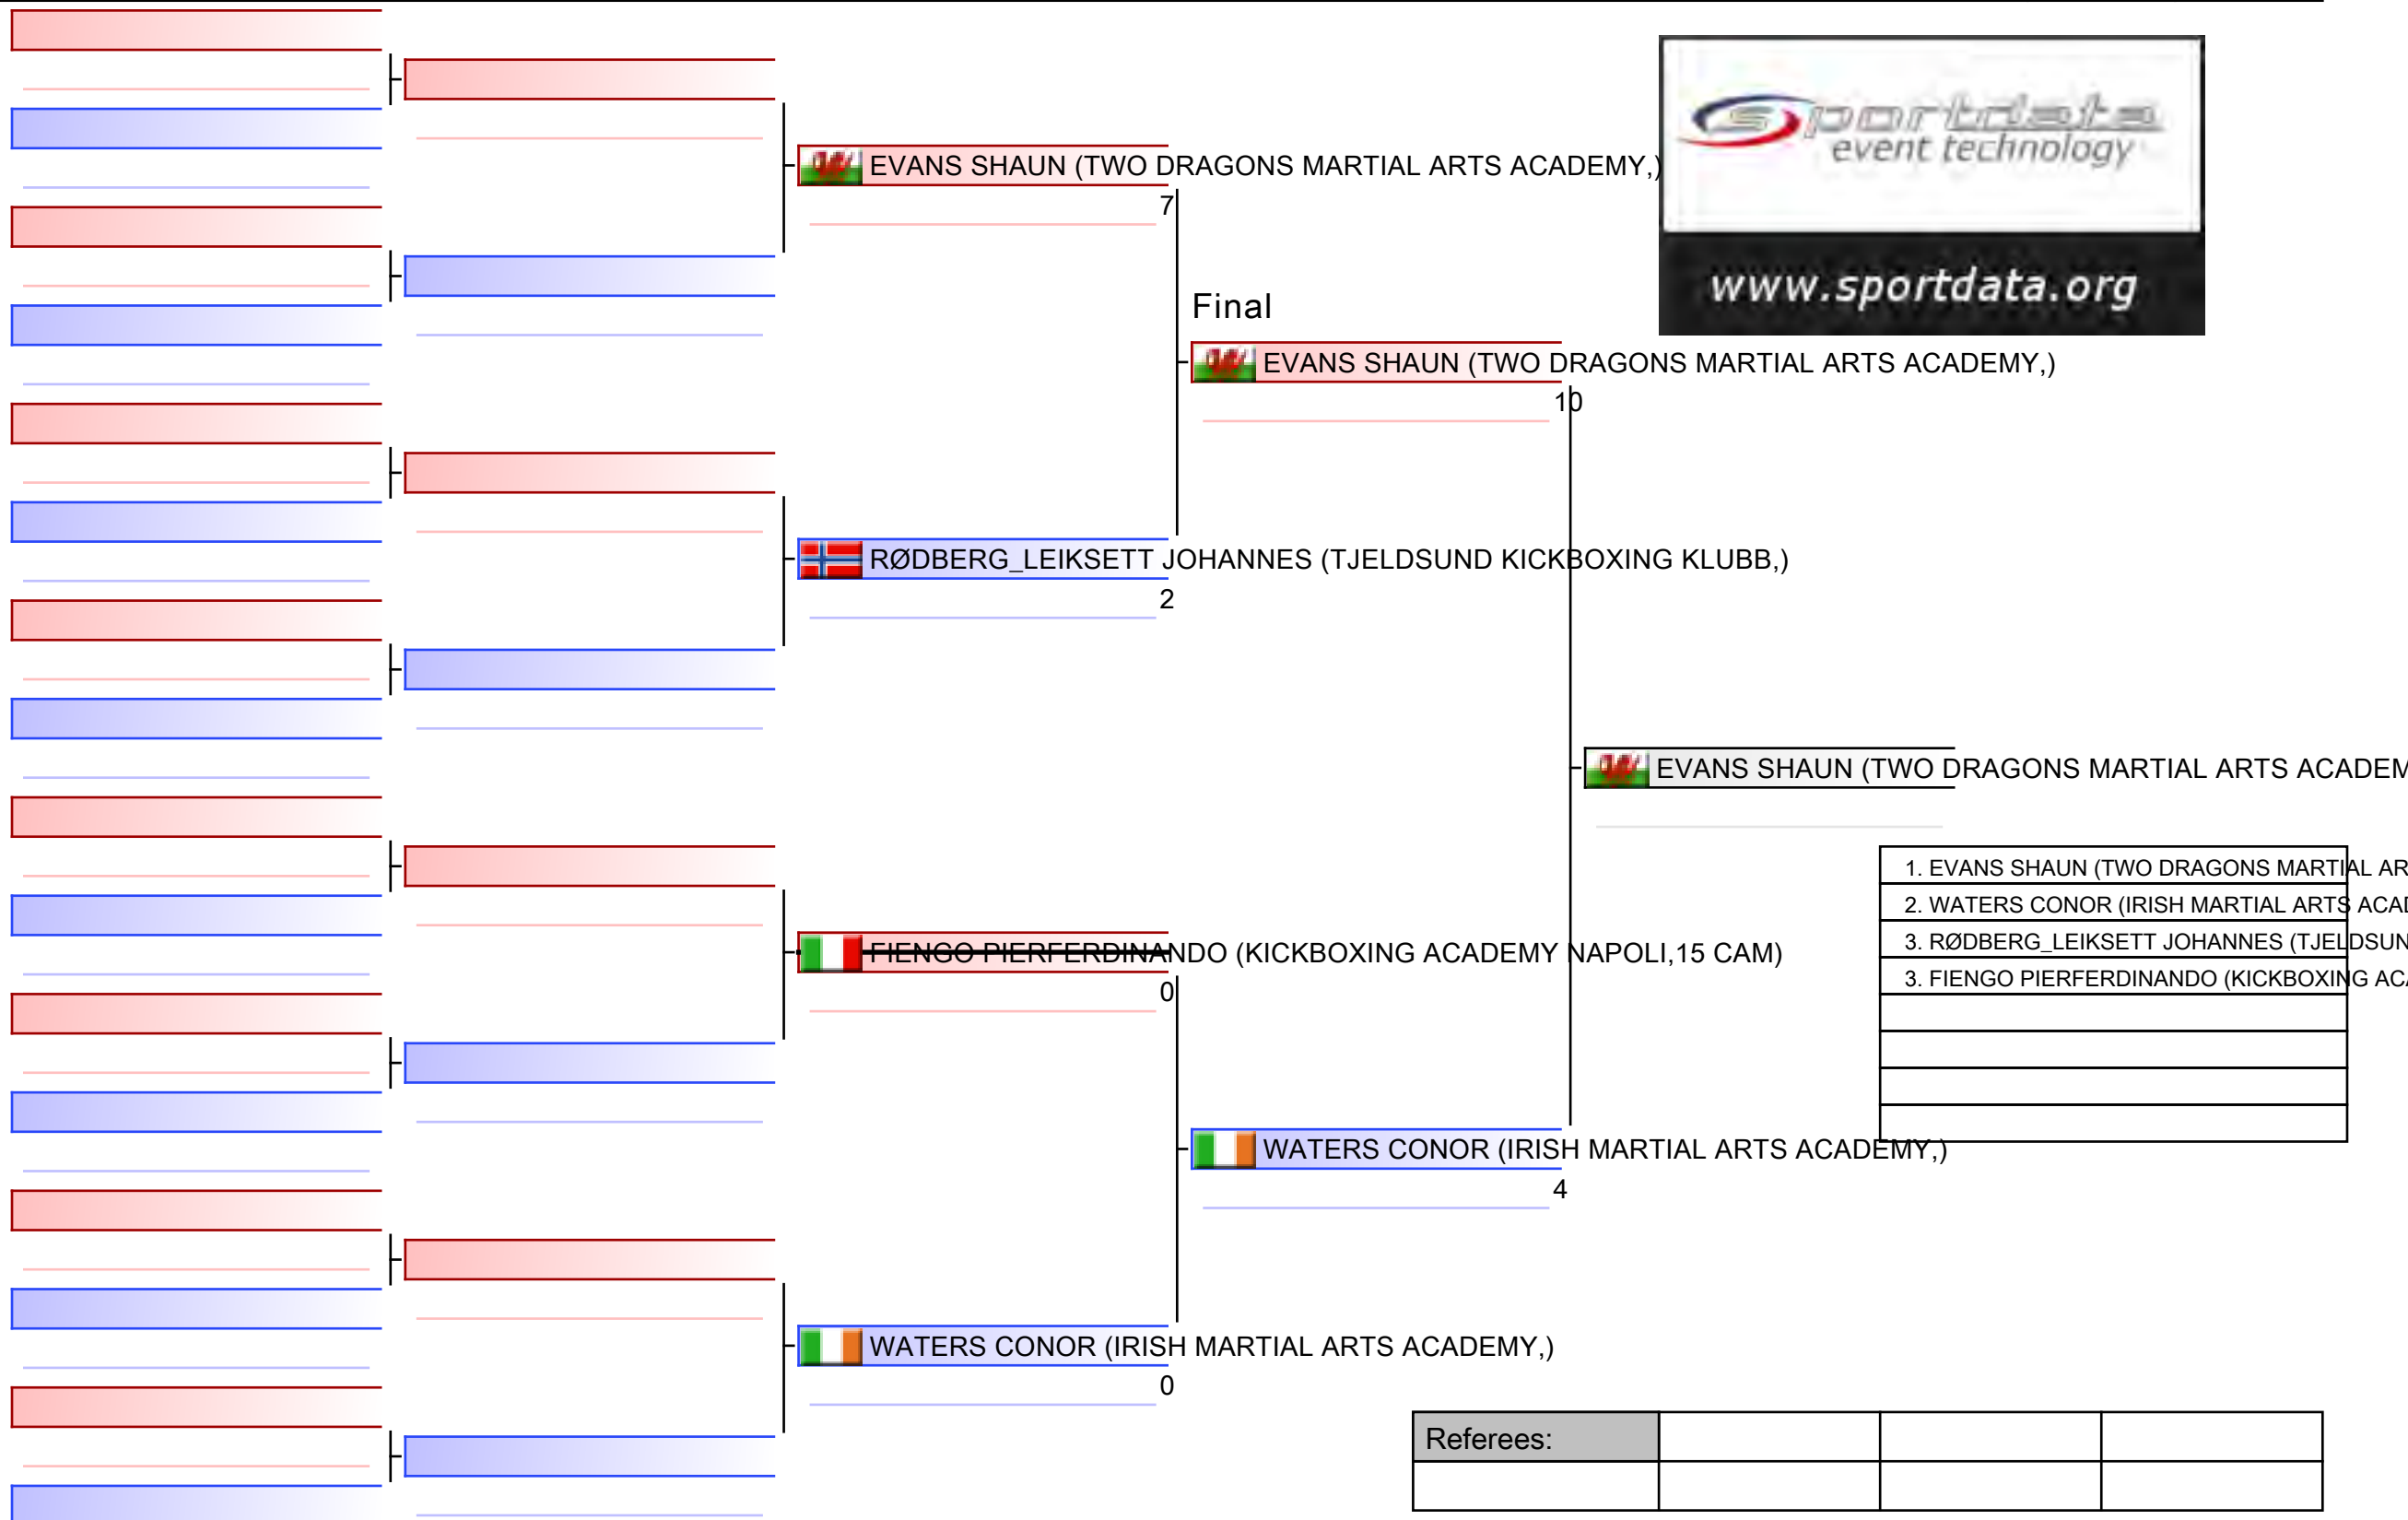 sportdata
event technology
www.sportdata.org
EVANS SHAUN (TWO DRAGONS MARTIAL ARTS ACADEMY,)
7
Final
EVANS SHAUN (TWO DRAGONS MARTIAL ARTS ACADEMY,)
10
RØDBERG_LEIKSETT JOHANNES (TJELDSUND KICKBOXING KLUBB,)
2
EVANS SHAUN (TWO DRAGONS MARTIAL ARTS ACADEM
1. EVANS SHAUN (TWO DRAGONS MARTIAL AR
2. WATERS CONOR (IRISH MARTIAL ARTS ACAD
3. RØDBERG_LEIKSETT JOHANNES (TJELDSUN
3. FIENGO PIERFERDINANDO (KICKBOXING ACA
FIENGO PIERFERDINANDO (KICKBOXING ACADEMY NAPOLI,15 CAM)
0
WATERS CONOR (IRISH MARTIAL ARTS ACADEMY,)
4
WATERS CONOR (IRISH MARTIAL ARTS ACADEMY,)
0
Referees: